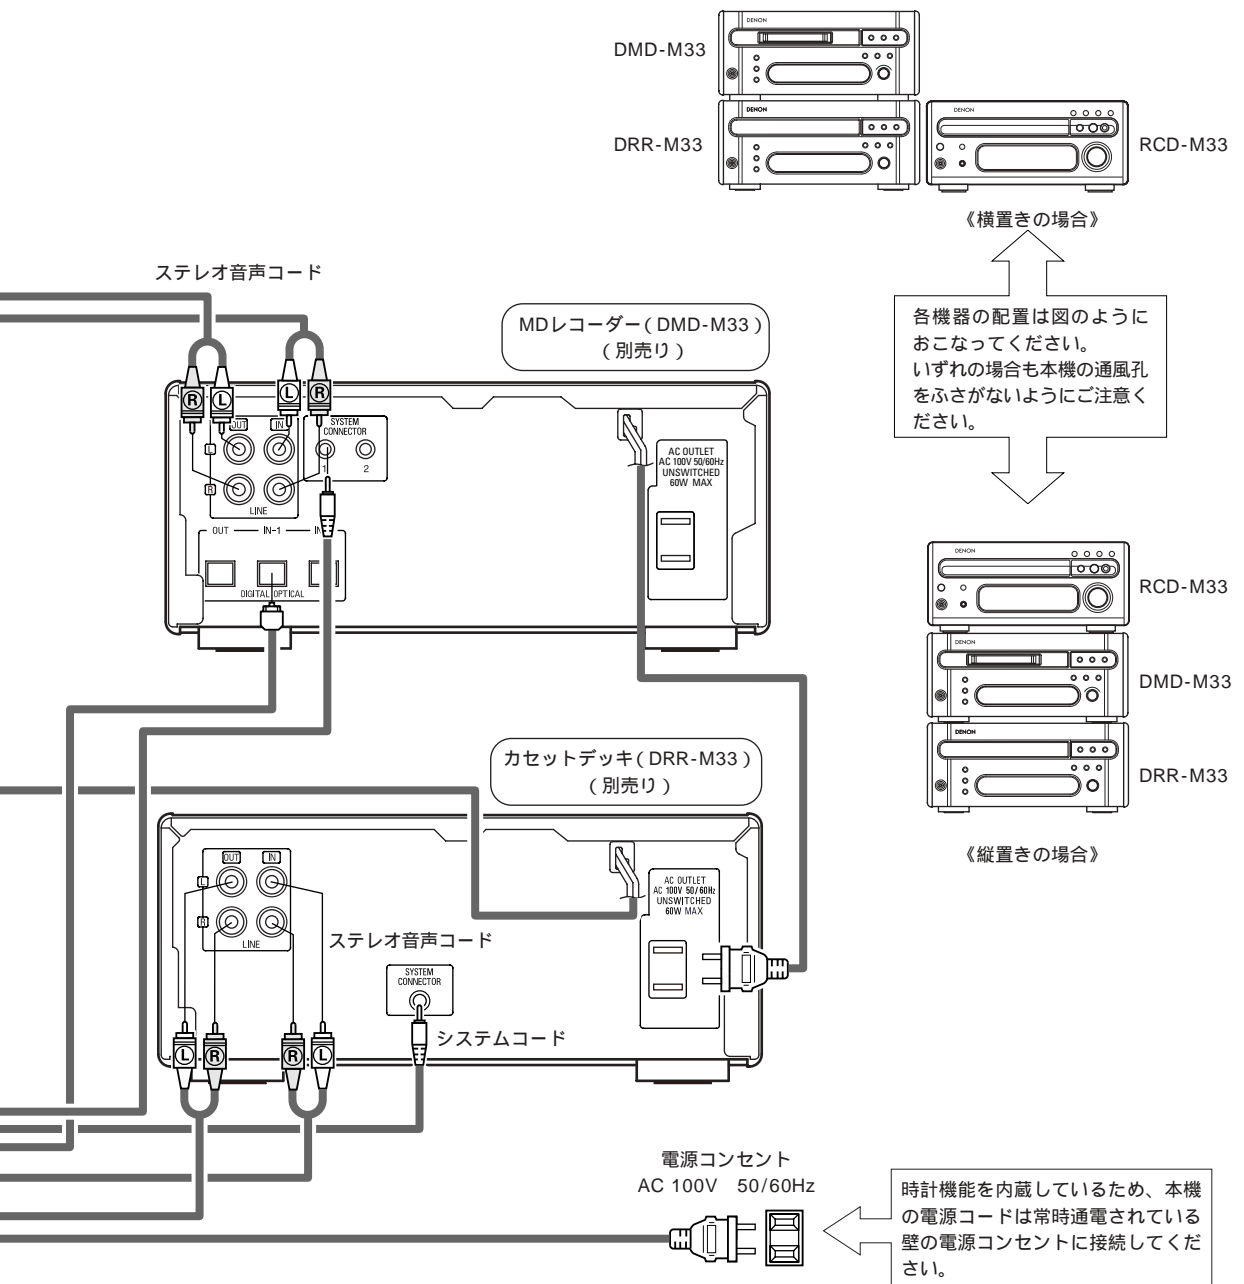 DENON
DMD-M33
DENON
DRR-M33
DENON
RCD-M33
《横置きの場合》
各機器の配置は図のように
おこなってください。
いずれの場合も本機の通風孔
をふさがないようにご注意く
ださい。
DENON
RCD-M33
DENON
DMD-M33
DENON
DRR-M33
《縦置きの場合》
ステレオ音声コード
MDレコーダー(DMD-M33)
(別売り)
R L L R
OUT IN
SYSTEM
CONNECTOR
L
1 2
R
LINE
OUT IN-1 IN
DIGITAL OPTICAL
AC OUTLET
AC 100V 50/60Hz
UNSWITCHED
60W MAX
カセットデッキ(DRR-M33)
(別売り)
OUT IN
L
R
LINE
ステレオ音声コード
SYSTEM
CONNECTOR
システムコード
L R R L
AC OUTLET
AC 100V 50/60Hz
UNSWITCHED
60W MAX
電源コンセント
AC 100V 50/60Hz
時計機能を内蔵しているため、本機
の電源コードは常時通電されている
壁の電源コンセントに接続してくだ
さい。